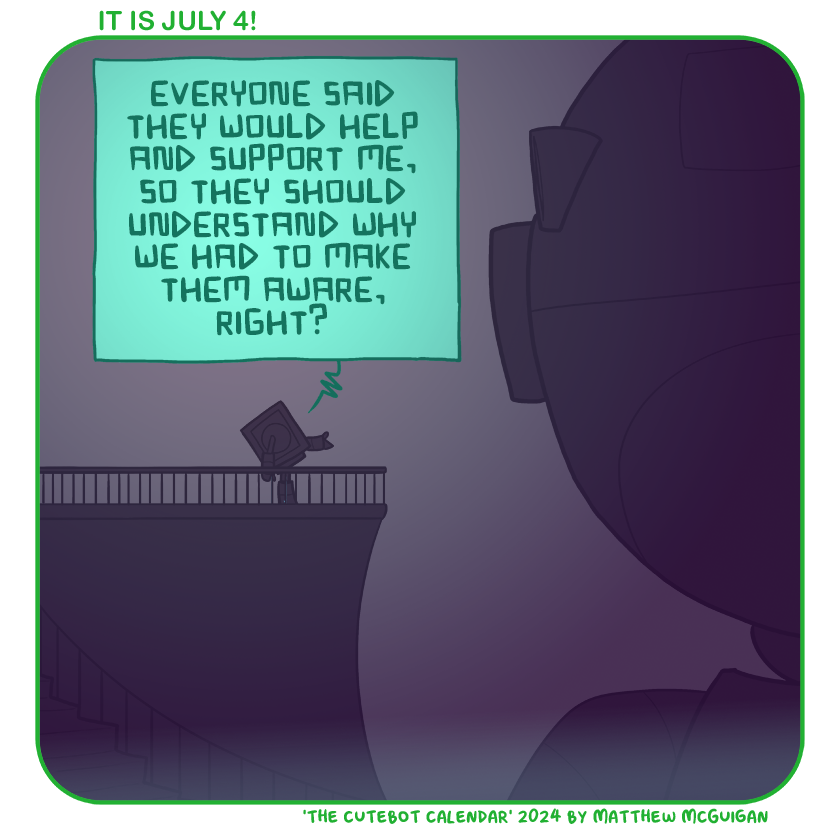 IT IS JULY 4!
EVERYONE SAID
THEY WOULD HELP
AND SUPPORT ME,
SO THEY SHOULD
UNDERSTAND WHY
WE HAD TO MAKE
THEM AWARE,
RIGHT?
'THE CUTEBOT CALENDAR' 2024 BY MATTHEW MCGUIGAN